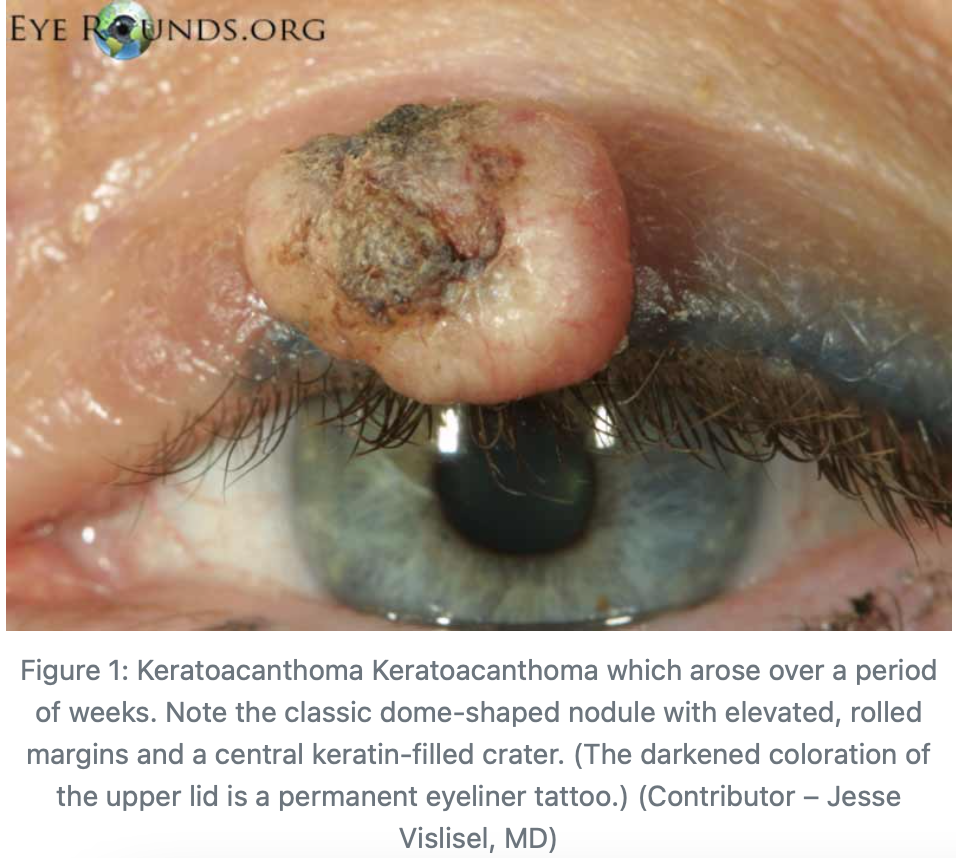 EYE ROUNDS.ORG
Figure 1: Keratoacanthoma Keratoacanthoma which arose over a period
of weeks. Note the classic dome-shaped nodule with elevated, rolled
margins and a central keratin-filled crater. (The darkened coloration of
the upper lid is a permanent eyeliner tattoo.) (Contributor – Jesse
Vislisel, MD)